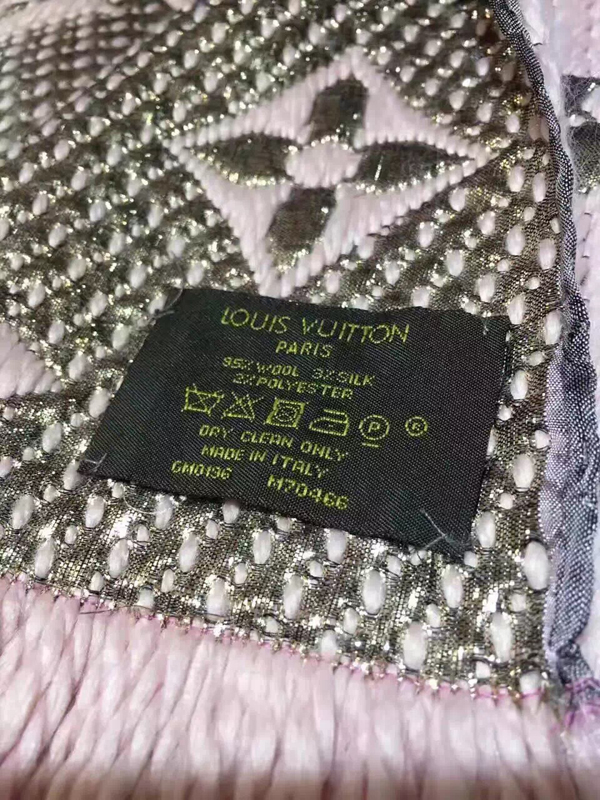 LOUIS VUITTON
PARIS
95% WOOL 3% SILK
2% POLYESTER
P R
DRY CLEAN ONLY
MADE IN ITALY
GM0196 M70466